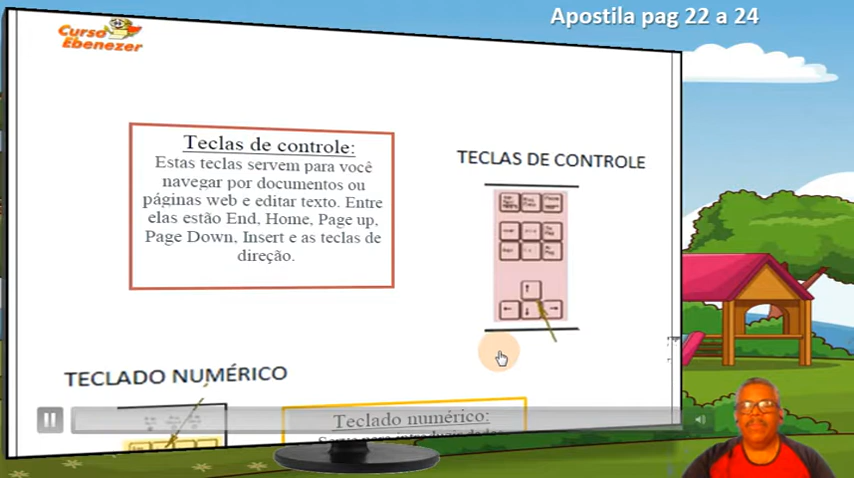 Apostila pag 22 a 24
Curso
Ebenezer
Teclas de controle:
Estas teclas servem para você
navegar por documentos ou
páginas web e editar texto. Entre
elas estão End, Home, Page up,
Page Down, Insert e as teclas de
direção.
TECLAS DE CONTROLE
TECLADO NUMÉRICO
Teclado numérico: